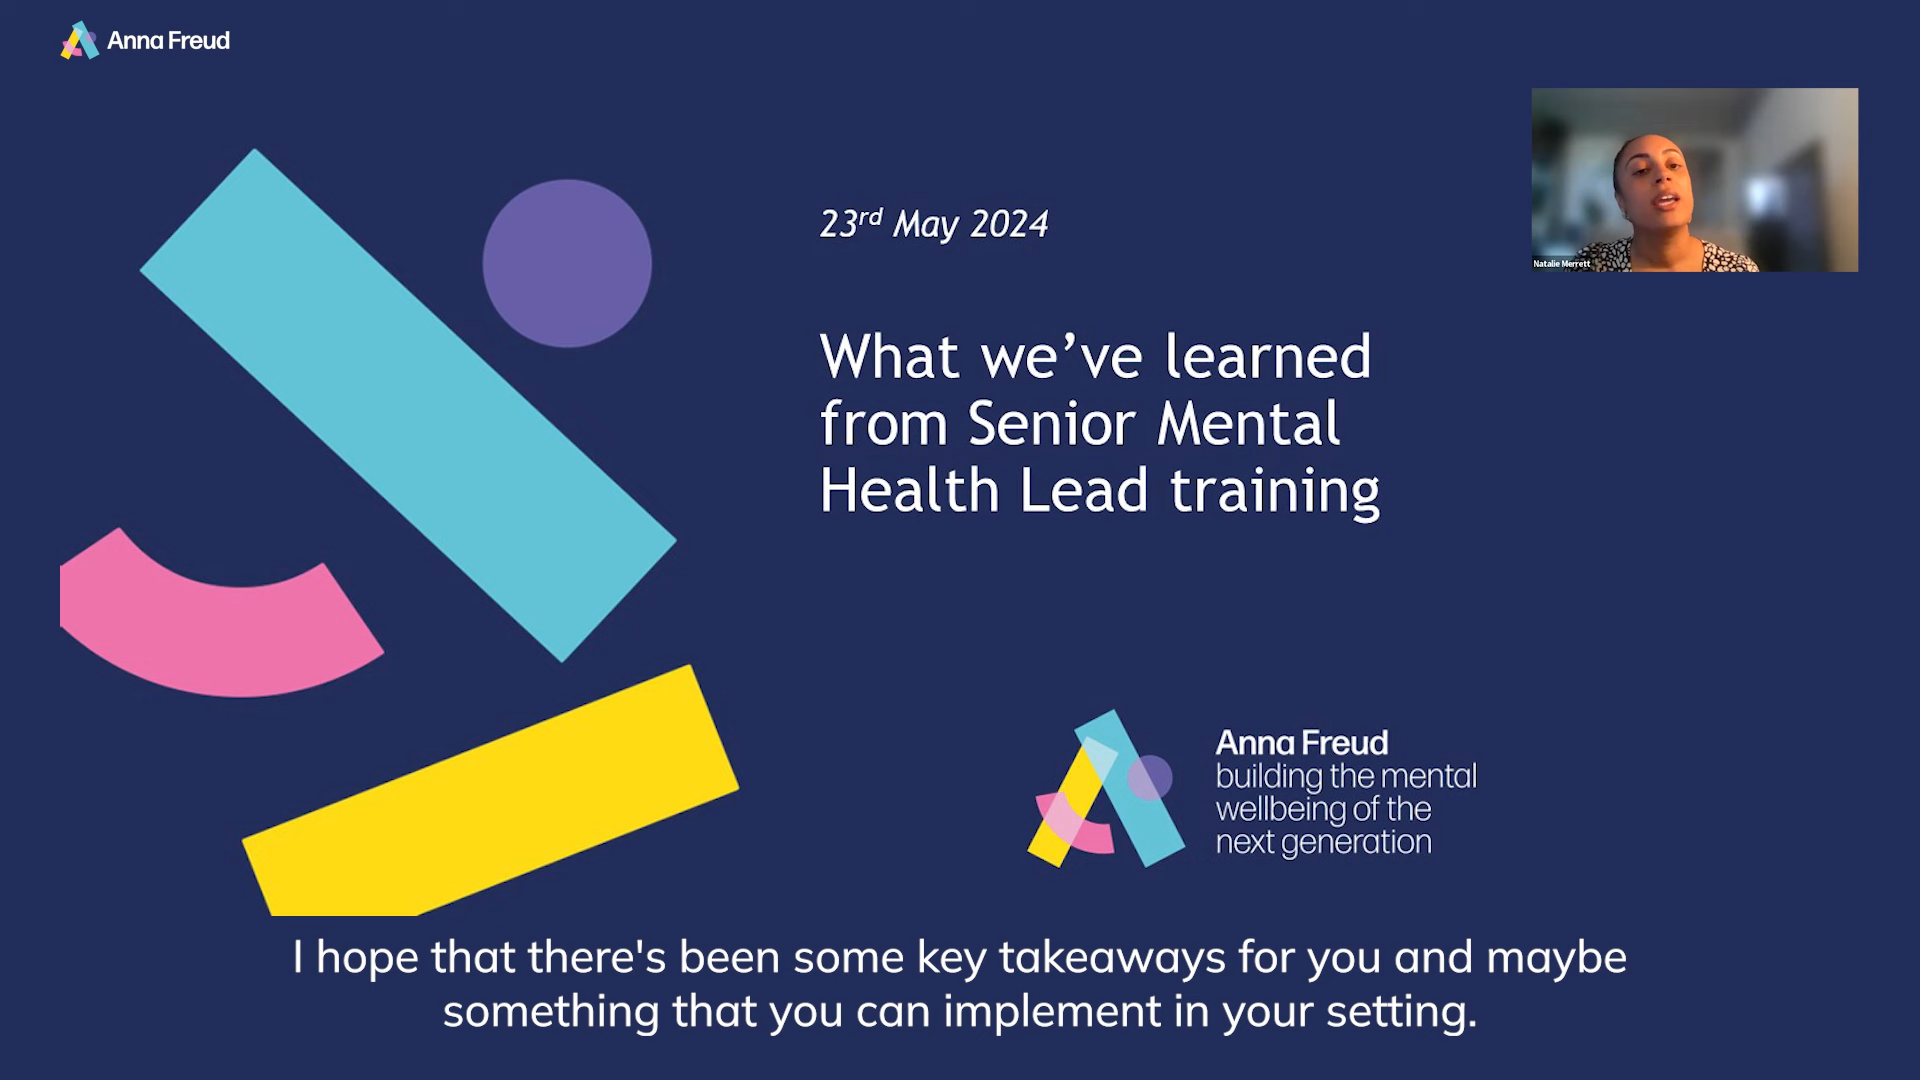 Anna Freud
23rd May 2024
Natalie Merrett
What we’ve learned
from Senior Mental
Health Lead training
Anna Freud
building the mental
wellbeing of the
next generation
I hope that there's been some key takeaways for you and maybe
something that you can implement in your setting.